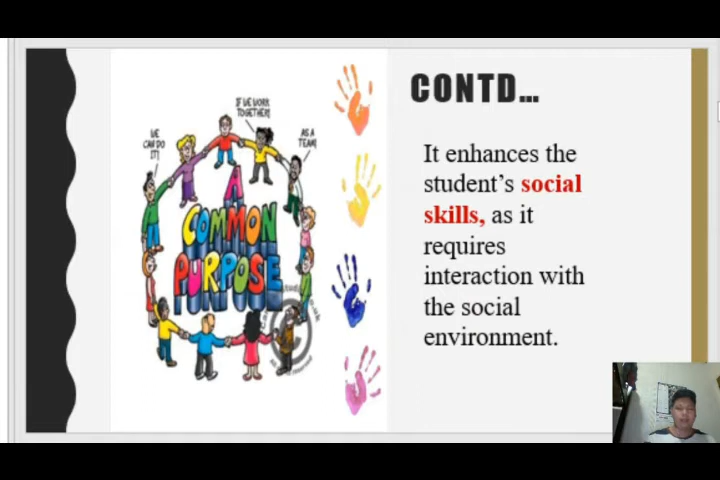 IF WE WORK
TOGETHER!
WE
CAN DO
IT!
AS A
TEAM!
A
COMMON
PURPOSE
CONTD...
It enhances the
student's social
skills, as it
requires
interaction with
the social
environment.